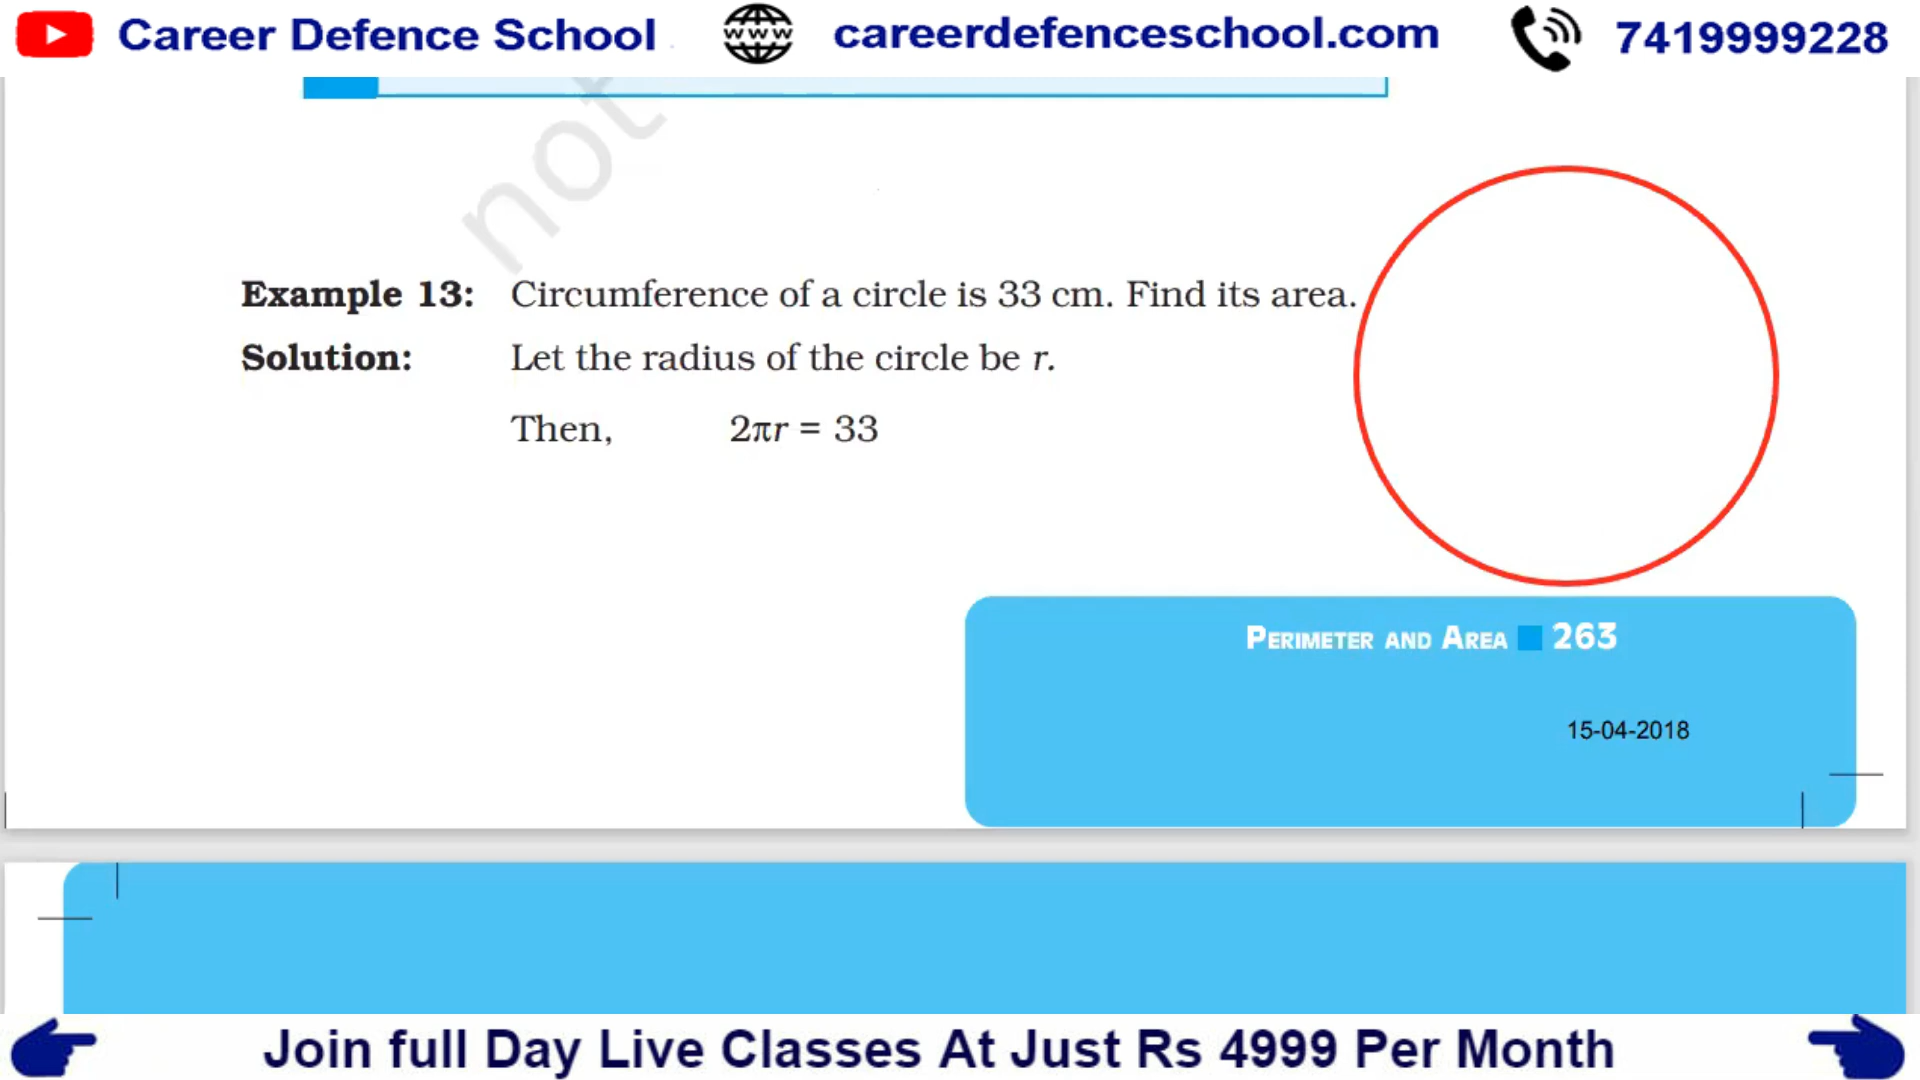 Career Defence School
www
careerdefenceschool.com
7419999228
not
Example 13: Circumference of a circle is 33 cm. Find its area.
Solution: Let the radius of the circle be r.
Then, 2πr = 33
PERIMETER AND AREA 263
15-04-2018
Join full Day Live Classes At Just Rs 4999 Per Month